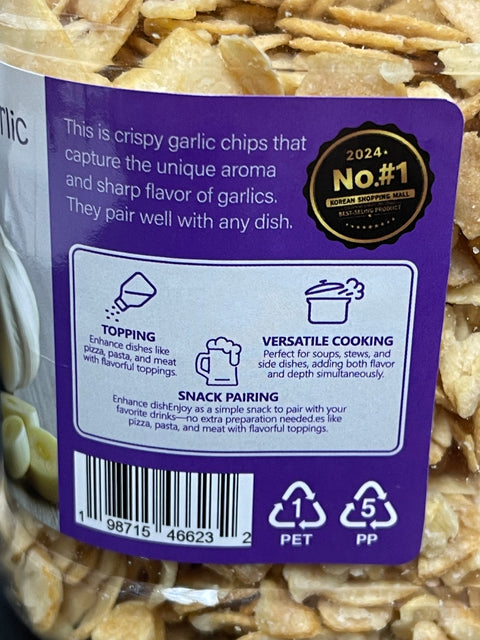 rlic
This is crispy garlic chips that
capture the unique aroma
and sharp flavor of garlics.
They pair well with any dish.
2024
No.#1
KOREAN SHOPPING MALL
BEST-SELLING PRODUCT
TOPPING
Enhance dishes like
pizza, pasta, and meat
with flavorful toppings.
VERSATILE COOKING
Perfect for soups, stews, and
side dishes, adding both flavor
and depth simultaneously.
SNACK PAIRING
Enhance dishEnjoy as a simple snack to pair with your
favorite drinks—no extra preparation needed.es like
pizza, pasta, and meat with flavorful toppings.
1 98715 46623 2
1
PET
5
PP